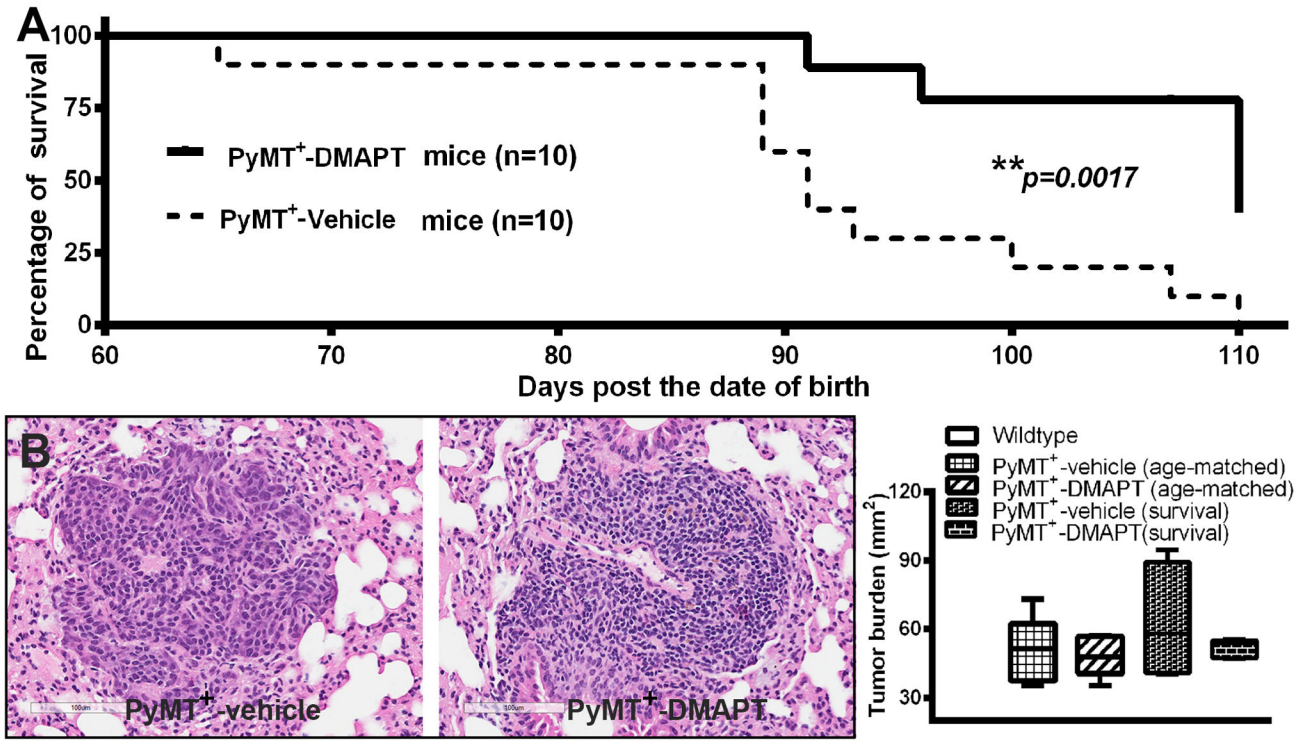 A
Percentage of survival
100
75
50
25
0
PyMT+-DMAPT mice (n=10)
PyMT+-Vehicle mice (n=10)
**p=0.0017
60 70 80 90 100 110
Days post the date of birth
B
100um
PyMT+-vehicle
100um
PyMT+-DMAPT
Wildtype
PyMT+-vehicle (age-matched)
PyMT+-DMAPT (age-matched)
PyMT+-vehicle (survival)
PyMT+-DMAPT(survival)
Tumor burden (mm2)
120
90
60
30